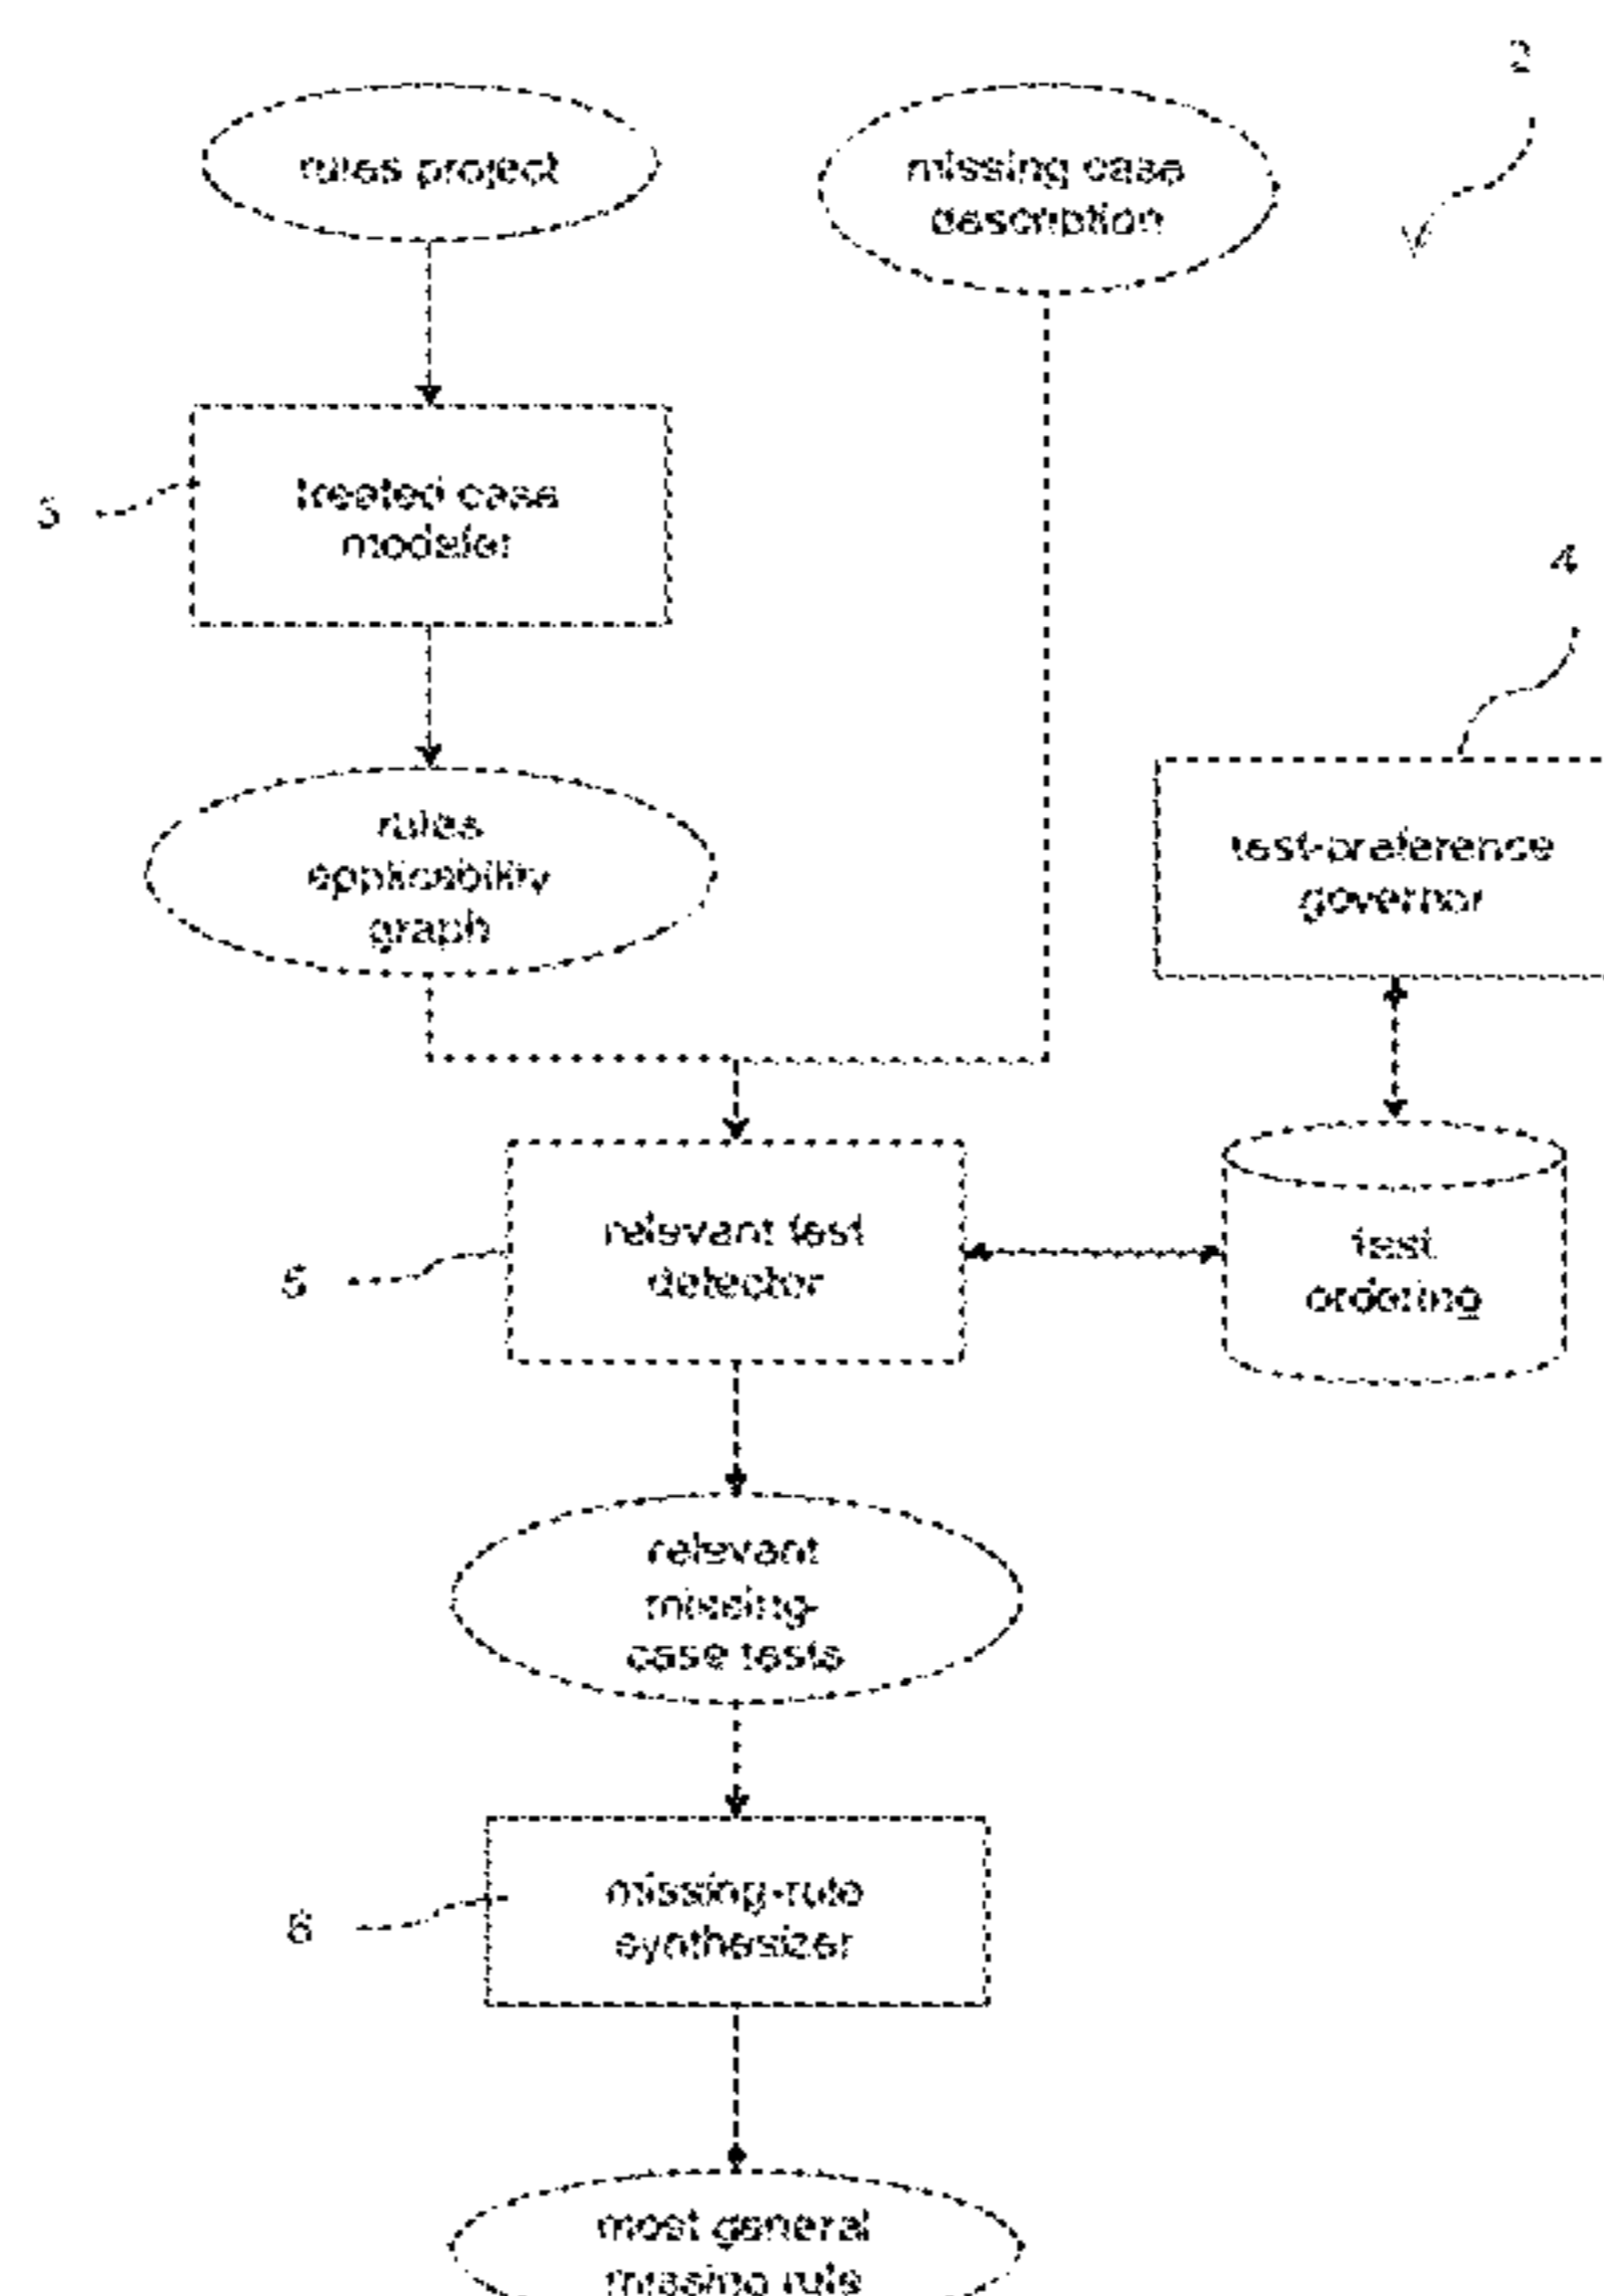 2
rules project
missing case
description
treated case
modeler
4
rules
applicability
graph
test-preference
governor
relevant test
detector
5
test
ordering
relevant
missing-
case tests
missing-rule
synthesizer
6
most general
missing rule